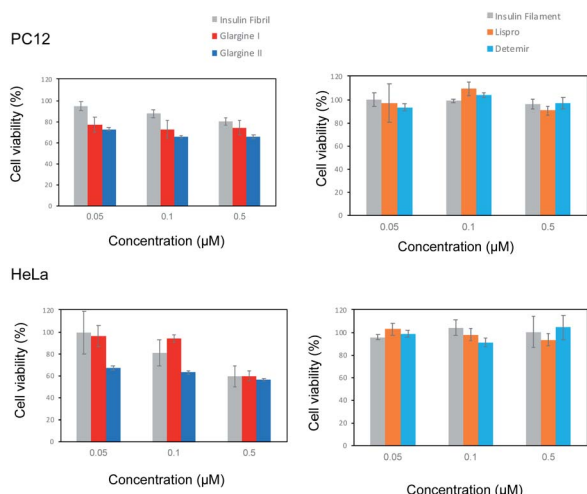 PC12
Insulin Fibril
Glargine I
Glargine II
Cell viability (%)
120
100
80
60
40
20
0
0.05
0.1
0.5
Concentration (µM)
Insulin Filament
Lispro
Detemir
Cell viability (%)
120
100
80
60
40
20
0
0.05
0.1
0.5
Concentration (µM)
HeLa
Cell viability (%)
120
100
80
60
40
20
0
0.05
0.1
0.5
Concentration (µM)
Cell viability (%)
120
100
80
60
40
20
0
0.05
0.1
0.5
Concentration (µM)